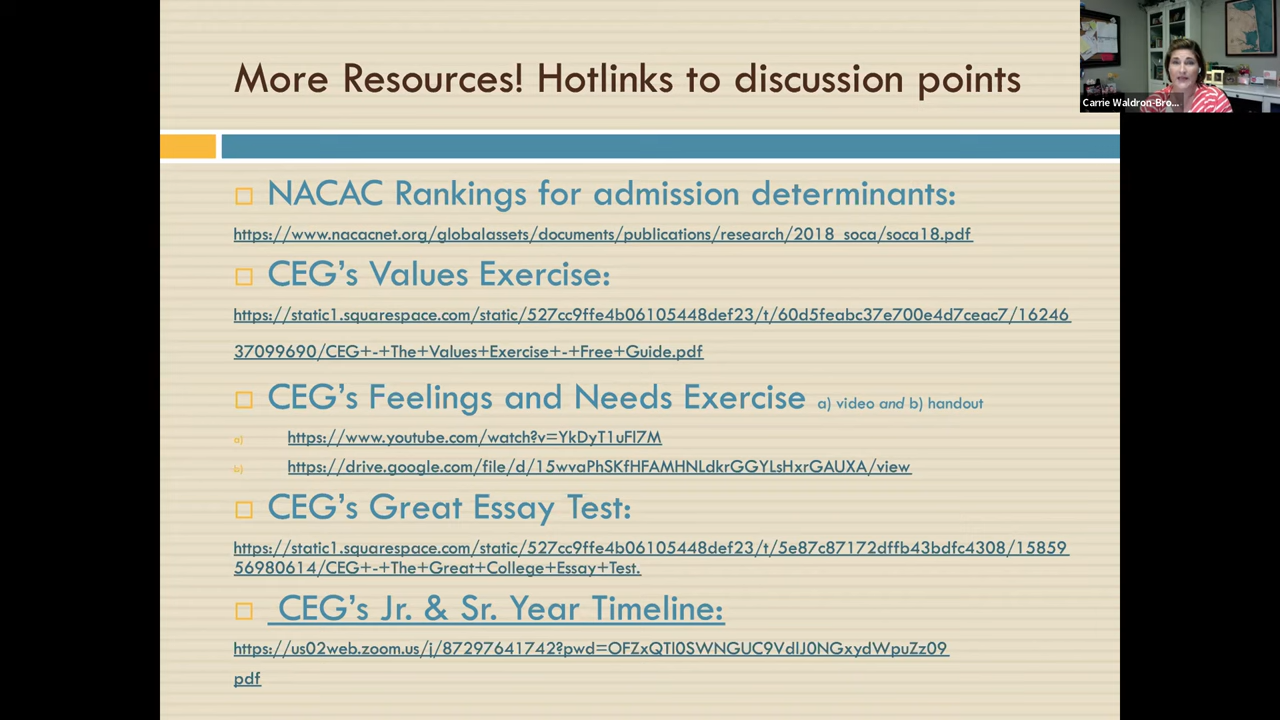 More Resources! Hotlinks to discussion points
Carrie Waldron-Bro...
NACAC Rankings for admission determinants:
https://www.nacacnet.org/globalassets/documents/publications/research/2018_soca/soca18.pdf
CEG's Values Exercise:
https://static1.squarespace.com/static/527cc9ffe4b06105448def23/t/60d5feabc37e700e4d7ceac7/16246
37099690/CEG+-+The+Values+Exercise+-+Free+Guide.pdf
CEG's Feelings and Needs Exercise a) video and b) handout
a) https://www.youtube.com/watch?v=YkDyT1uFl7M
b) https://drive.google.com/file/d/15wvaPhSKfHFAMHNLdkrGGYLsHxrGAUXA/view
CEG's Great Essay Test:
https://static1.squarespace.com/static/527cc9ffe4b06105448def23/t/5e87c87172dffb43bdfc4308/15859
56980614/CEG+-+The+Great+College+Essay+Test.
CEG's Jr. & Sr. Year Timeline:
https://us02web.zoom.us/j/87297641742?pwd=OFZxQTl0SWNGUC9VdlJ0NGxydWpuZz09
pdf